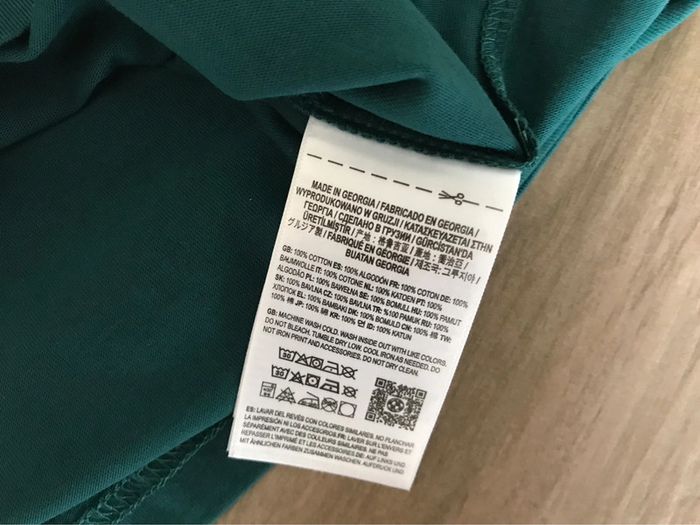 MADE IN GEORGIA / FABRICADO EN GEORGIA /
WYPRODUKOWANO W GRUZJI / ΚΑΤΑΣΚΕΥΑΖΕΤΑΙ ΣΤΗΝ
ΓΕΩΡΓΙΑ / СДЕЛАНО В ГРУЗИИ / GÜRCİSTAN'DA
ÜRETİLMİŞTİR / 产地：格鲁吉亚 / 產地：喬治亞 /
グルジア製 / FABRIQUÉ EN GÉORGIE / 제조국: 그루지야 /
BUATAN GEORGIA
GB: 100% COTTON ES: 100% ALGODÓN FR: 100% COTON DE: 100%
BAUMWOLLE IT: 100% COTONE NL: 100% KATOEN PT: 100%
ALGODÃO PL: 100% BAWEŁNA SE: 100% BOMULL HU: 100% PAMUT
SK: 100% BAVLNA CZ: 100% BAVLNA TR: %100 PAMUK RU: 100%
ХЛОПОК EL: 100% ΒΑΜΒΑΚΙ DK: 100% BOMULD CN: 100% 棉 TW:
100% 棉 JP: 100% 綿 KR: 100% 면 ID: 100% KATUN
GB: MACHINE WASH COLD. WASH INSIDE OUT WITH LIKE COLORS.
DO NOT BLEACH. TUMBLE DRY LOW. COOL IRON AS NEEDED. DO
NOT IRON PRINT AND ACCESSORIES. DO NOT DRY CLEAN.
30
30
ES: LAVAR DEL REVÉS CON COLORES SIMILARES. NO PLANCHAR
LA IMPRESIÓN NI LOS ACCESORIOS. FR: LAVER SUR L'ENVERS ET
SÉPARÉMENT AVEC DES COULEURS SIMILAIRES. NE PAS
REPASSER L'IMPRIMÉ ET LES ACCESSOIRES. DE: AUF LINKS UND
MIT ÄHNLICHEN FARBEN ZUSAMMEN WASCHEN. AUFDRUCK UND